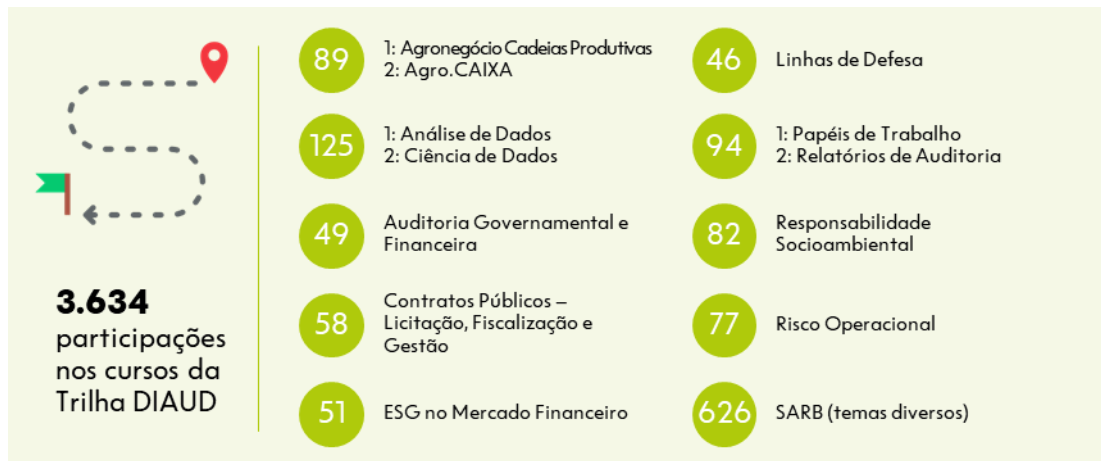 3.634
participações
nos cursos da
Trilha DIAUD
89
1: Agronegócio Cadeias Produtivas
2: Agro.CAIXA
125
1: Análise de Dados
2: Ciência de Dados
49
Auditoria Governamental e
Financeira
58
Contratos Públicos –
Licitação, Fiscalização e
Gestão
51
ESG no Mercado Financeiro
46
Linhas de Defesa
94
1: Papéis de Trabalho
2: Relatórios de Auditoria
82
Responsabilidade
Socioambiental
77
Risco Operacional
626
SARB (temas diversos)